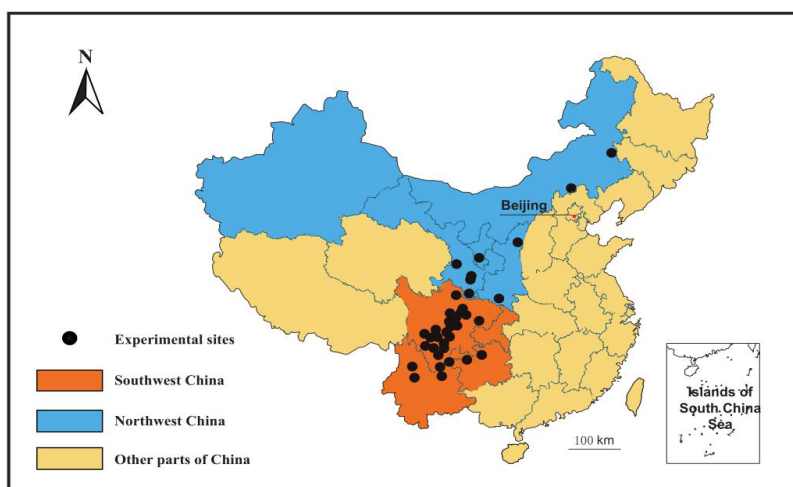 N
Beijing
Experimental sites
Southwest China
Northwest China
Other parts of China
100 km
Islands of
South China
Sea